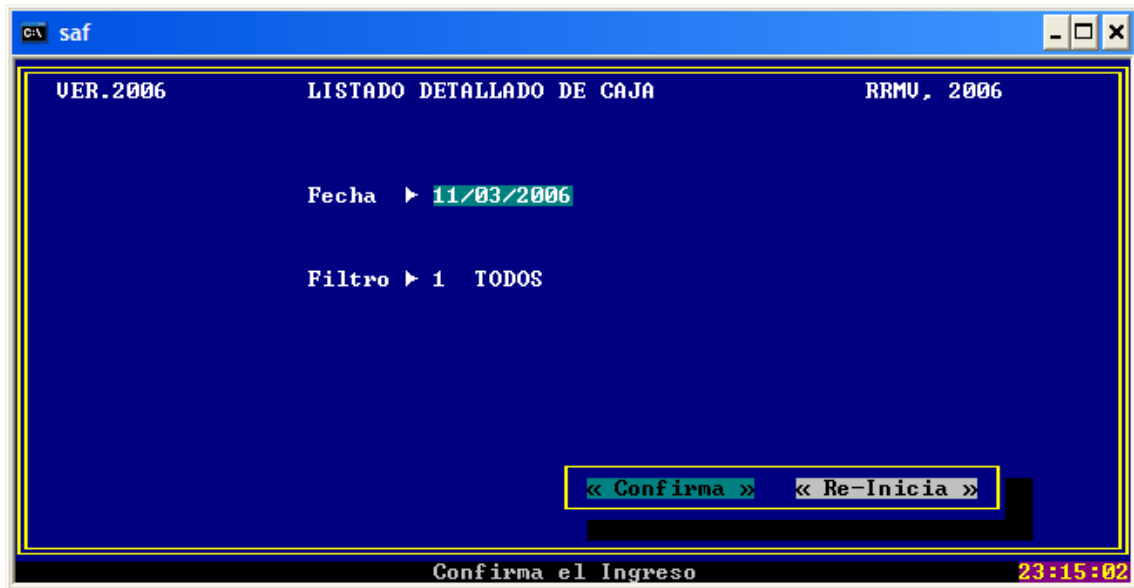 saf
VER.2006 LISTADO DETALLADO DE CAJA RRMV, 2006
Fecha ► 11/03/2006
Filtro ► 1 TODOS
« Confirma » « Re-Inicia »
Confirma el Ingreso 23:15:02